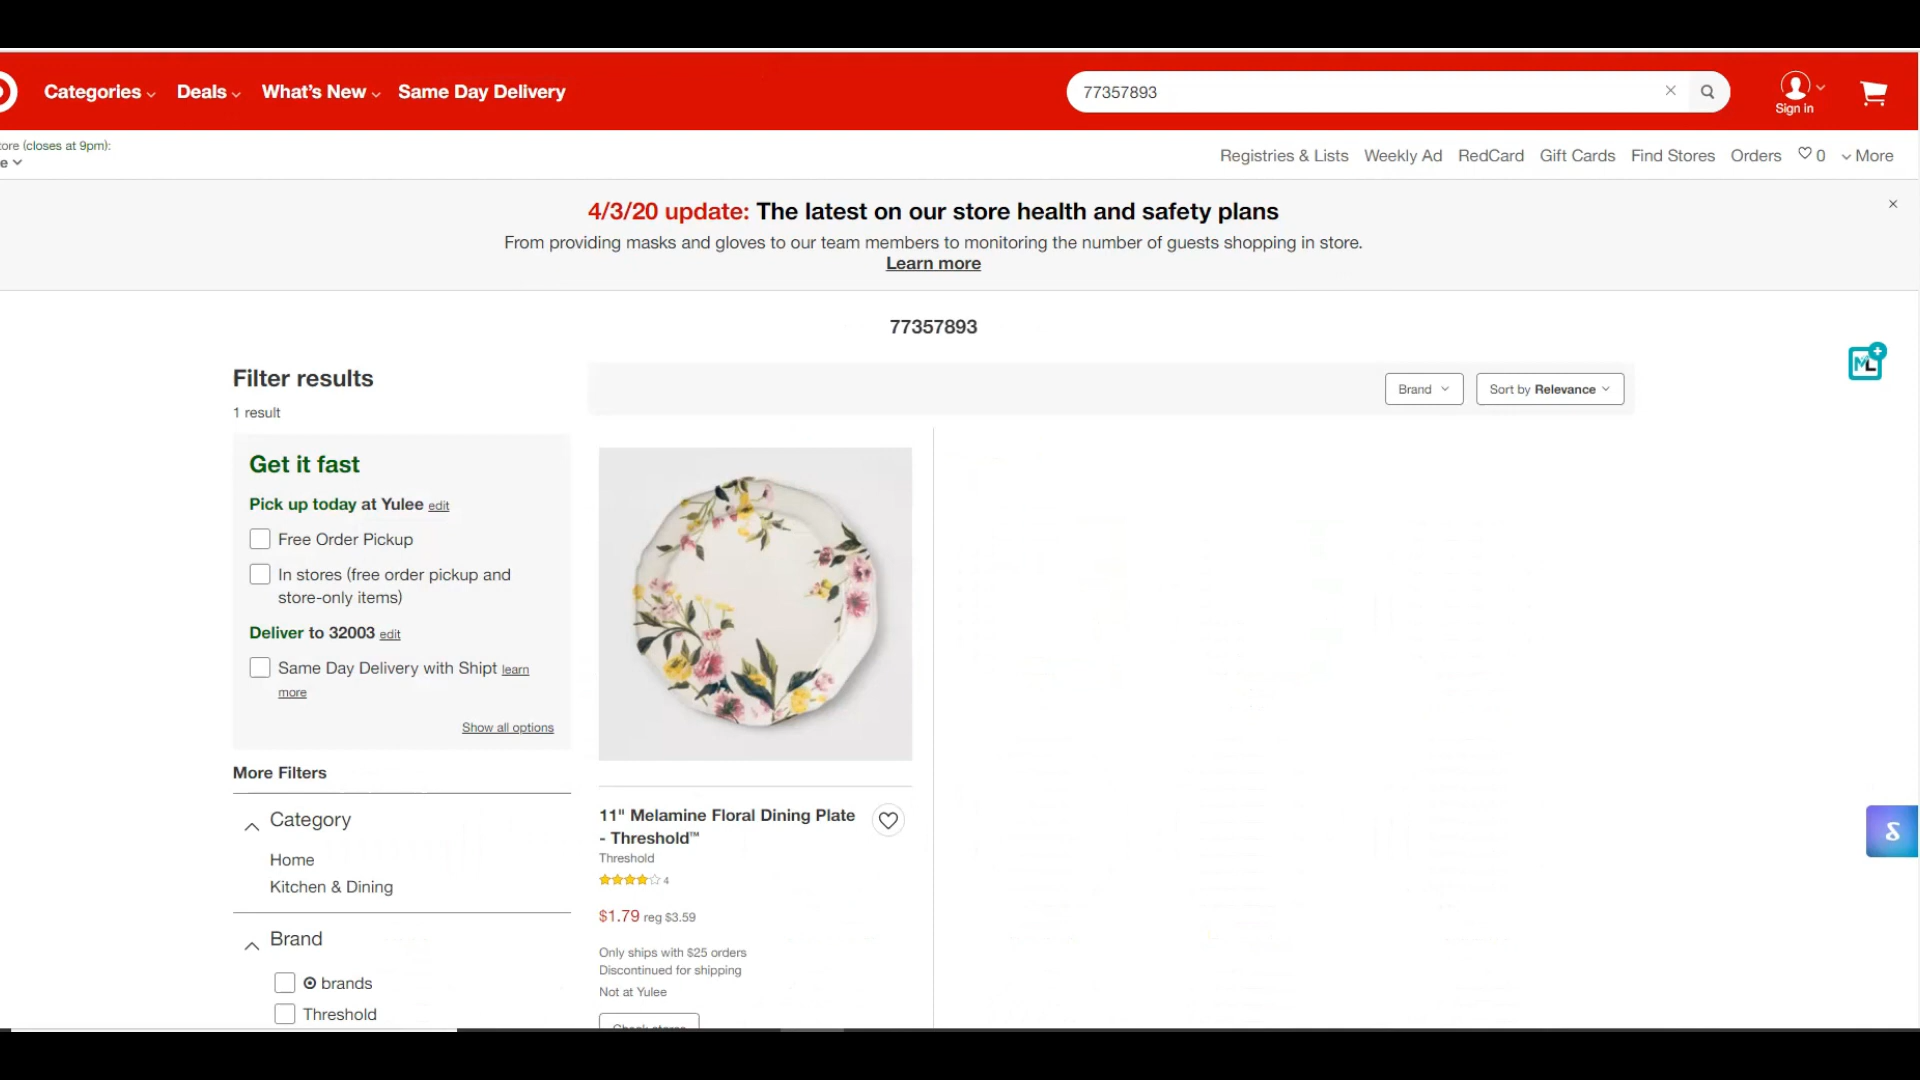 Categories Deals What's New Same Day Delivery
77357893
Sign in
ore (closes at 9pm):
e
Registries & Lists Weekly Ad RedCard Gift Cards Find Stores Orders 0 More
4/3/20 update: The latest on our store health and safety plans
From providing masks and gloves to our team members to monitoring the number of guests shopping in store.
Learn more
77357893
Filter results
1 result
Brand
Sort by Relevance
Get it fast
Pick up today at Yulee edit
Free Order Pickup
In stores (free order pickup and
store-only items)
Deliver to 32003 edit
Same Day Delivery with Shipt learn
more
Show all options
More Filters
Category
Home
Kitchen & Dining
Brand
brands
Threshold
11" Melamine Floral Dining Plate
- Threshold™
Threshold
4
$1.79 reg $3.59
Only ships with $25 orders
Discontinued for shipping
Not at Yulee
Check stores
ML